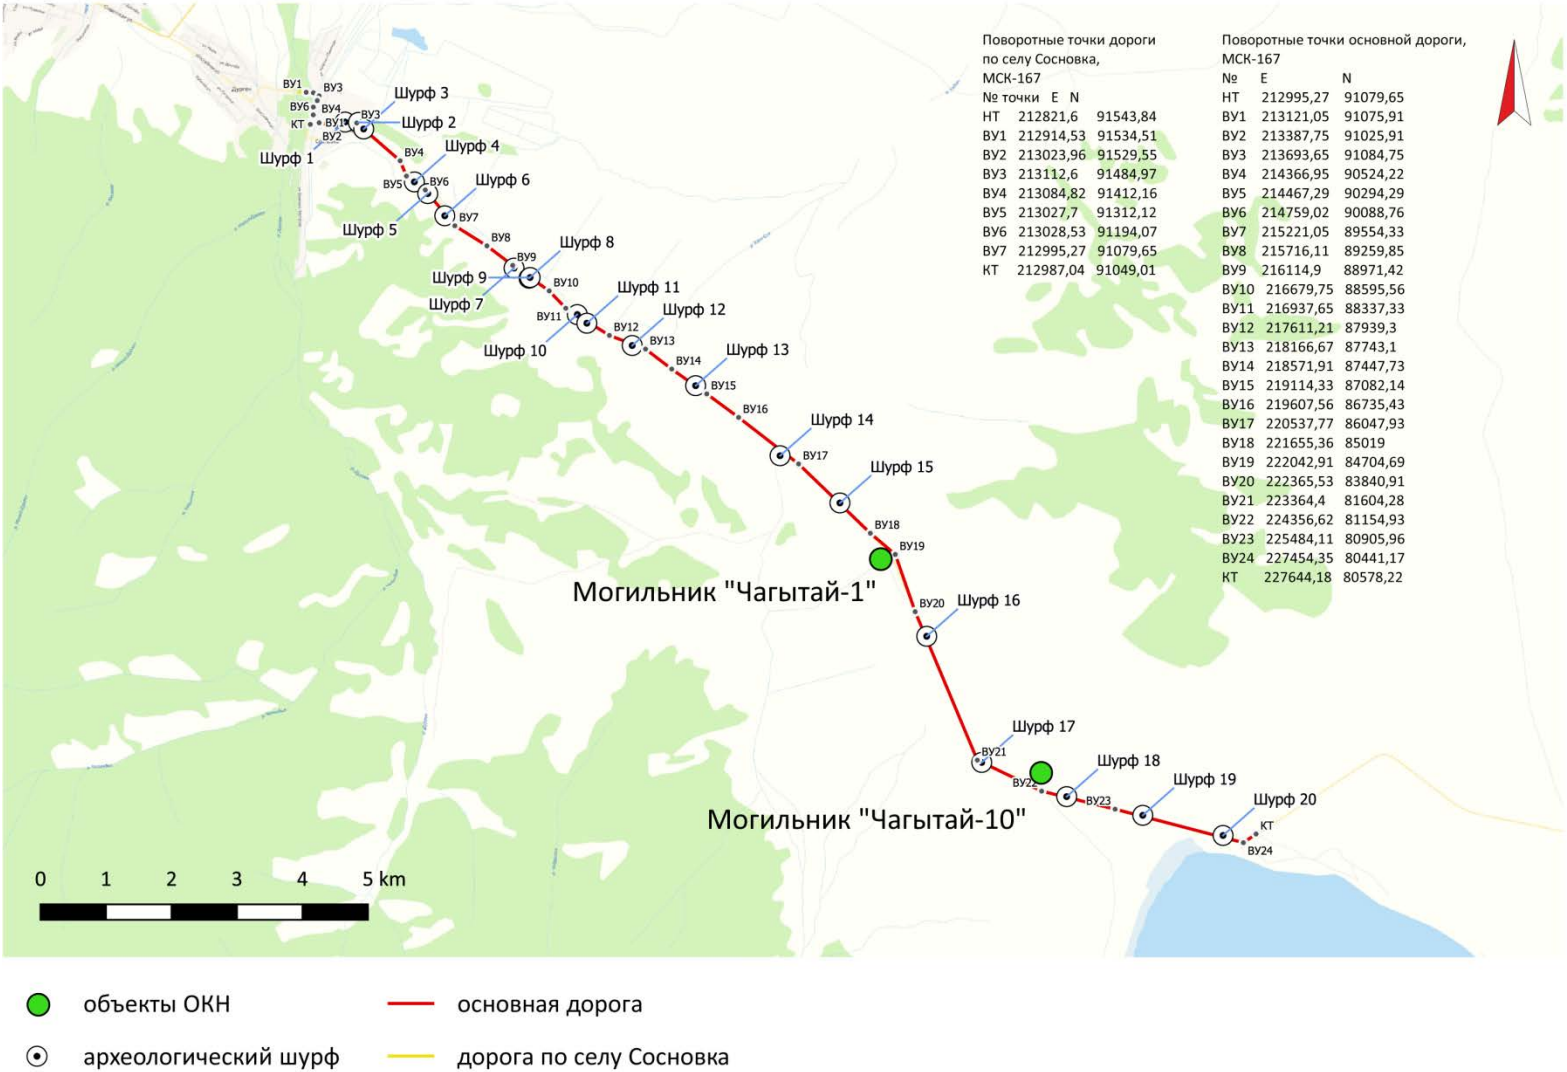 Поворотные точки дороги
по селу Сосновка,
МСК-167
№ точки E N
НТ 212821,6 91543,84
ВУ1 212914,53 91534,51
ВУ2 213023,96 91529,55
ВУ3 213112,6 91484,97
ВУ4 213084,82 91412,16
ВУ5 213027,7 91312,12
ВУ6 213028,53 91194,07
ВУ7 212995,27 91079,65
КТ 212987,04 91049,01
Поворотные точки основной дороги,
МСК-167
№ E N
НТ 212995,27 91079,65
ВУ1 213121,05 91075,91
ВУ2 213387,75 91025,91
ВУ3 213693,65 91084,75
ВУ4 214366,95 90524,22
ВУ5 214467,29 90294,29
ВУ6 214759,02 90088,76
ВУ7 215221,05 89554,33
ВУ8 215716,11 89259,85
ВУ9 216114,9 88971,42
ВУ10 216679,75 88595,56
ВУ11 216937,65 88337,33
ВУ12 217611,21 87939,3
ВУ13 218166,67 87743,1
ВУ14 218571,91 87447,73
ВУ15 219114,33 87082,14
ВУ16 219607,56 86735,43
ВУ17 220537,77 86047,93
ВУ18 221655,36 85019
ВУ19 222042,91 84704,69
ВУ20 222365,53 83840,91
ВУ21 223364,4 81604,28
ВУ22 224356,62 81154,93
ВУ23 225484,11 80905,96
ВУ24 227454,35 80441,17
КТ 227644,18 80578,22
Дурген
ВУ1 ВУ3
Шурф 3
ВУ6 ВУ4
ВУ3
КТ ВУ1
Шурф 2
ВУ2
Шурф 1
Шурф 4
ВУ4
Шурф 6
ВУ5 ВУ6
Шурф 5
ВУ7
ВУ8
Шурф 8
ВУ9
Шурф 9
ВУ10
Шурф 7
Шурф 11
ВУ11
Шурф 12
ВУ12
Шурф 10
ВУ13
Шурф 13
ВУ14
ВУ15
ВУ16
Шурф 14
ВУ17
Шурф 15
ВУ18
ВУ19
Могильник "Чагытай-1"
Шурф 16
ВУ20
Шурф 17
ВУ21
Шурф 18
ВУ22
Шурф 19
ВУ23
Шурф 20
Могильник "Чагытай-10"
КТ
ВУ24
0 1 2 3 4 5 km
объекты ОКН
основная дорога
археологический шурф
дорога по селу Сосновка